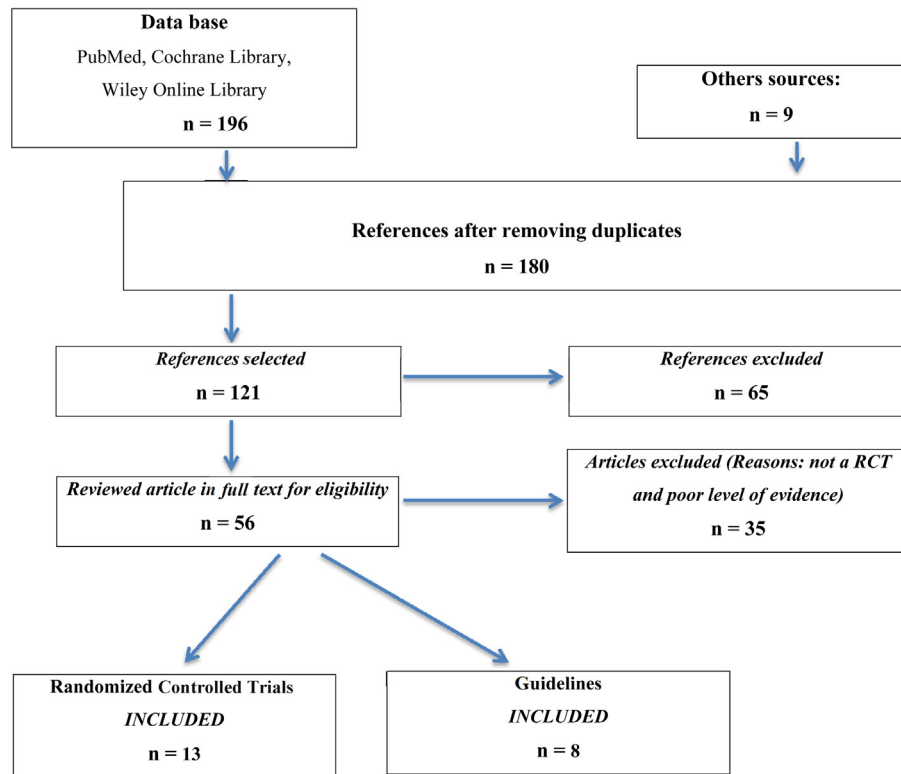 Data base
PubMed, Cochrane Library,
Wiley Online Library
n = 196
Others sources:
n = 9
References after removing duplicates
n = 180
References selected
n = 121
References excluded
n = 65
Reviewed article in full text for eligibility
n = 56
Articles excluded (Reasons: not a RCT
and poor level of evidence)
n = 35
Randomized Controlled Trials
INCLUDED
n = 13
Guidelines
INCLUDED
n = 8